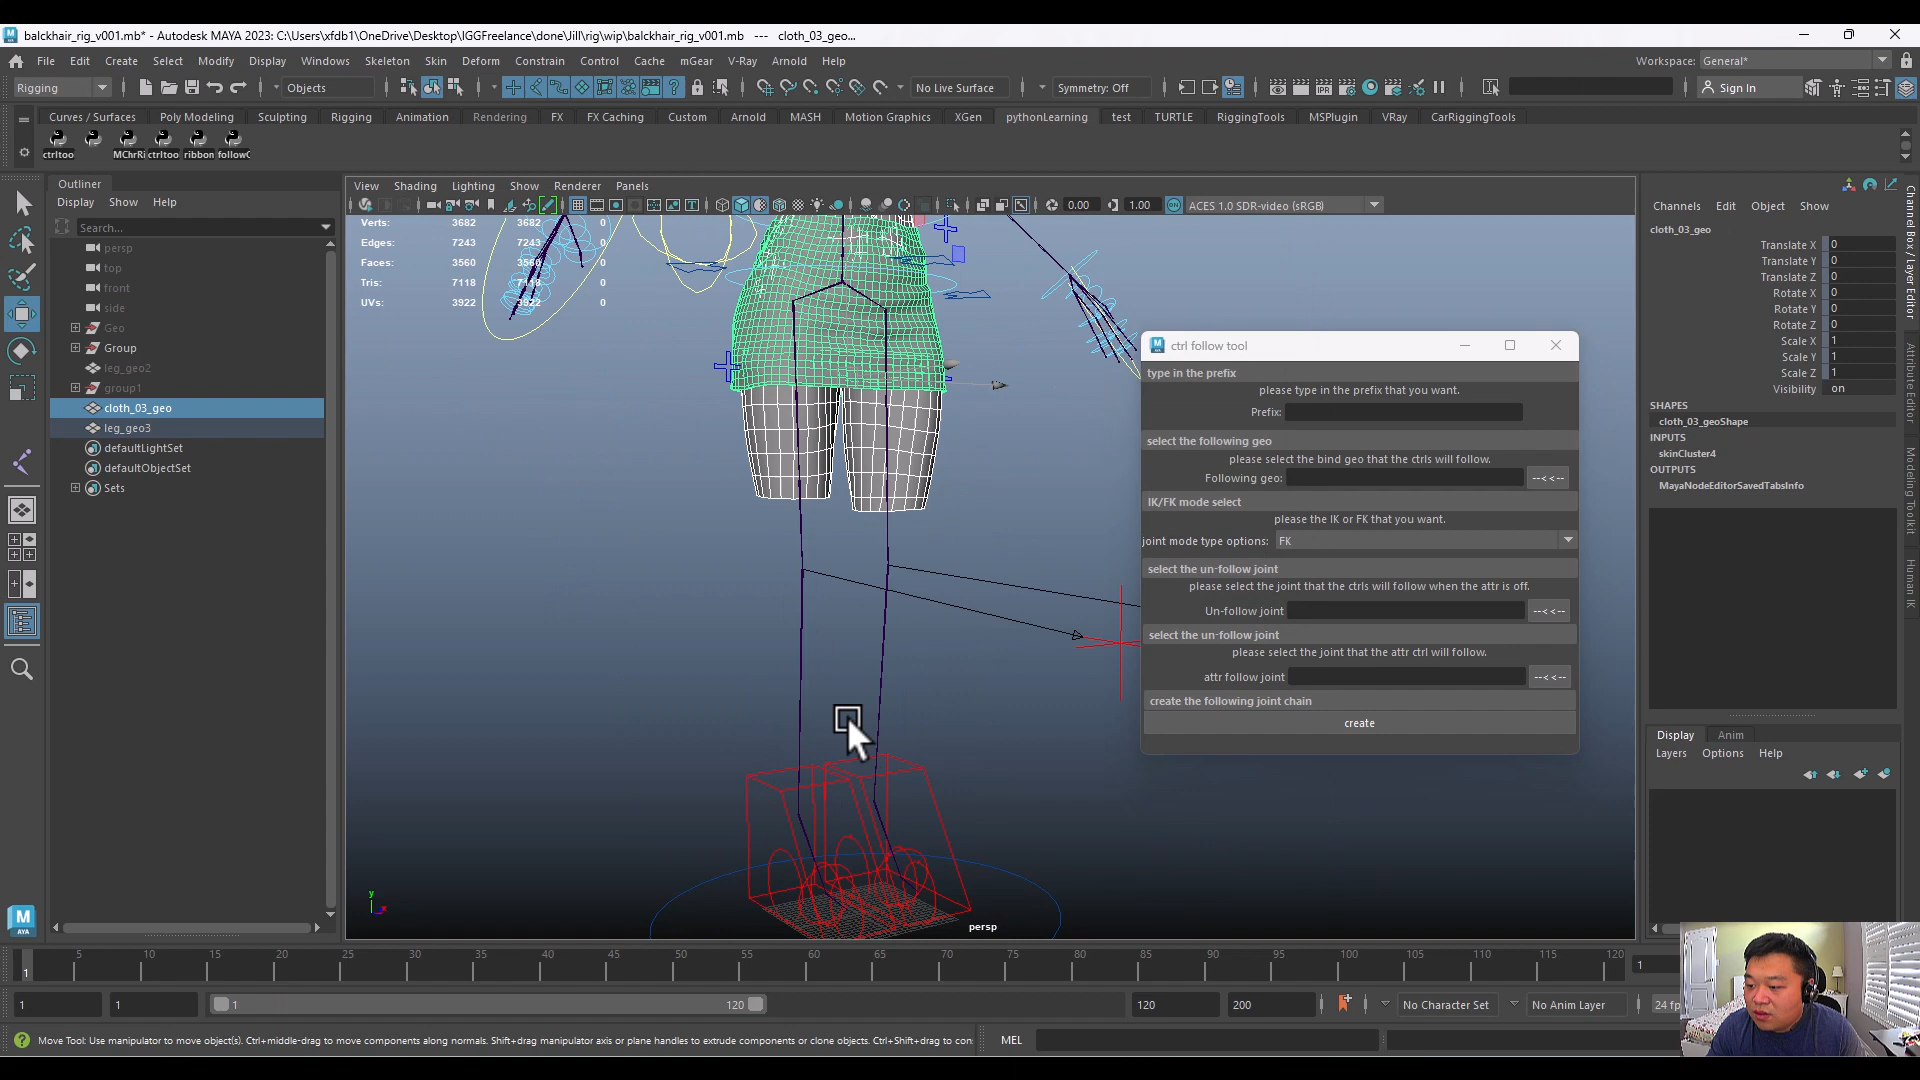 balckhair_rig_v001.mb* - Autodesk MAYA 2023: C:\Users\xfdb1\OneDrive\Desktop\IGGFreelance\done\Jill\rig\wip\balckhair_rig_v001.mb --- cloth_03_geo...
File Edit Create Select Modify Display Windows Skeleton Skin Deform Constrain Control Cache mGear V-Ray Arnold Help
Workspace: General*
Rigging
Objects
No Live Surface
Symmetry: Off
IPR
Sign In
Curves / Surfaces Poly Modeling Sculpting Rigging Animation Rendering FX FX Caching Custom Arnold MASH Motion Graphics XGen pythonLearning test TURTLE RiggingTools MSPlugin VRay CarRiggingTools
ctrltoo MChrRi ctrltoo ribbon followC
Outliner
Display Show Help
Search...
persp
top
front
side
Geo
Group
leg_geo2
group1
cloth_03_geo
leg_geo3
defaultLightSet
defaultObjectSet
Sets
View Shading Lighting Show Renderer Panels
0.00
1.00
ACES 1.0 SDR-video (sRGB)
Verts: 3682 3682 0
Edges: 7243 7243 0
Faces: 3560 3560 0
Tris: 7118 7118 0
UVs: 3922 3922 0
persp
y
ctrl follow tool
type in the prefix
please type in the prefix that you want.
Prefix:
select the following geo
please select the bind geo that the ctrls will follow.
Following geo:
--<<--
IK/FK mode select
please the IK or FK that you want.
joint mode type options: FK
select the un-follow joint
please select the joint that the ctrls will follow when the attr is off.
Un-follow joint
--<<--
select the un-follow joint
please select the joint that the attr ctrl will follow.
attr follow joint
--<<--
create the following joint chain
create
Channels Edit Object Show
cloth_03_geo
Translate X 0
Translate Y 0
Translate Z 0
Rotate X 0
Rotate Y 0
Rotate Z 0
Scale X 1
Scale Y 1
Scale Z 1
Visibility on
SHAPES
cloth_03_geoShape
INPUTS
skinCluster4
OUTPUTS
MayaNodeEditorSavedTabsInfo
Channel Box / Layer Editor
Attribute Editor
Modeling Toolkit
Human IK
Display Anim
Layers Options Help
M
AYA
5 10 15 20 25 30 35 40 45 50 55 60 65 70 75 80 85 90 95 100 105 110 115 120
1
1
1
1
1
120
120
200
No Character Set
No Anim Layer
24 fp
Move Tool: Use manipulator to move object(s). Ctrl+middle-drag to move components along normals. Shift+drag manipulator axis or plane handles to extrude components or clone objects. Ctrl+Shift+drag to con
MEL